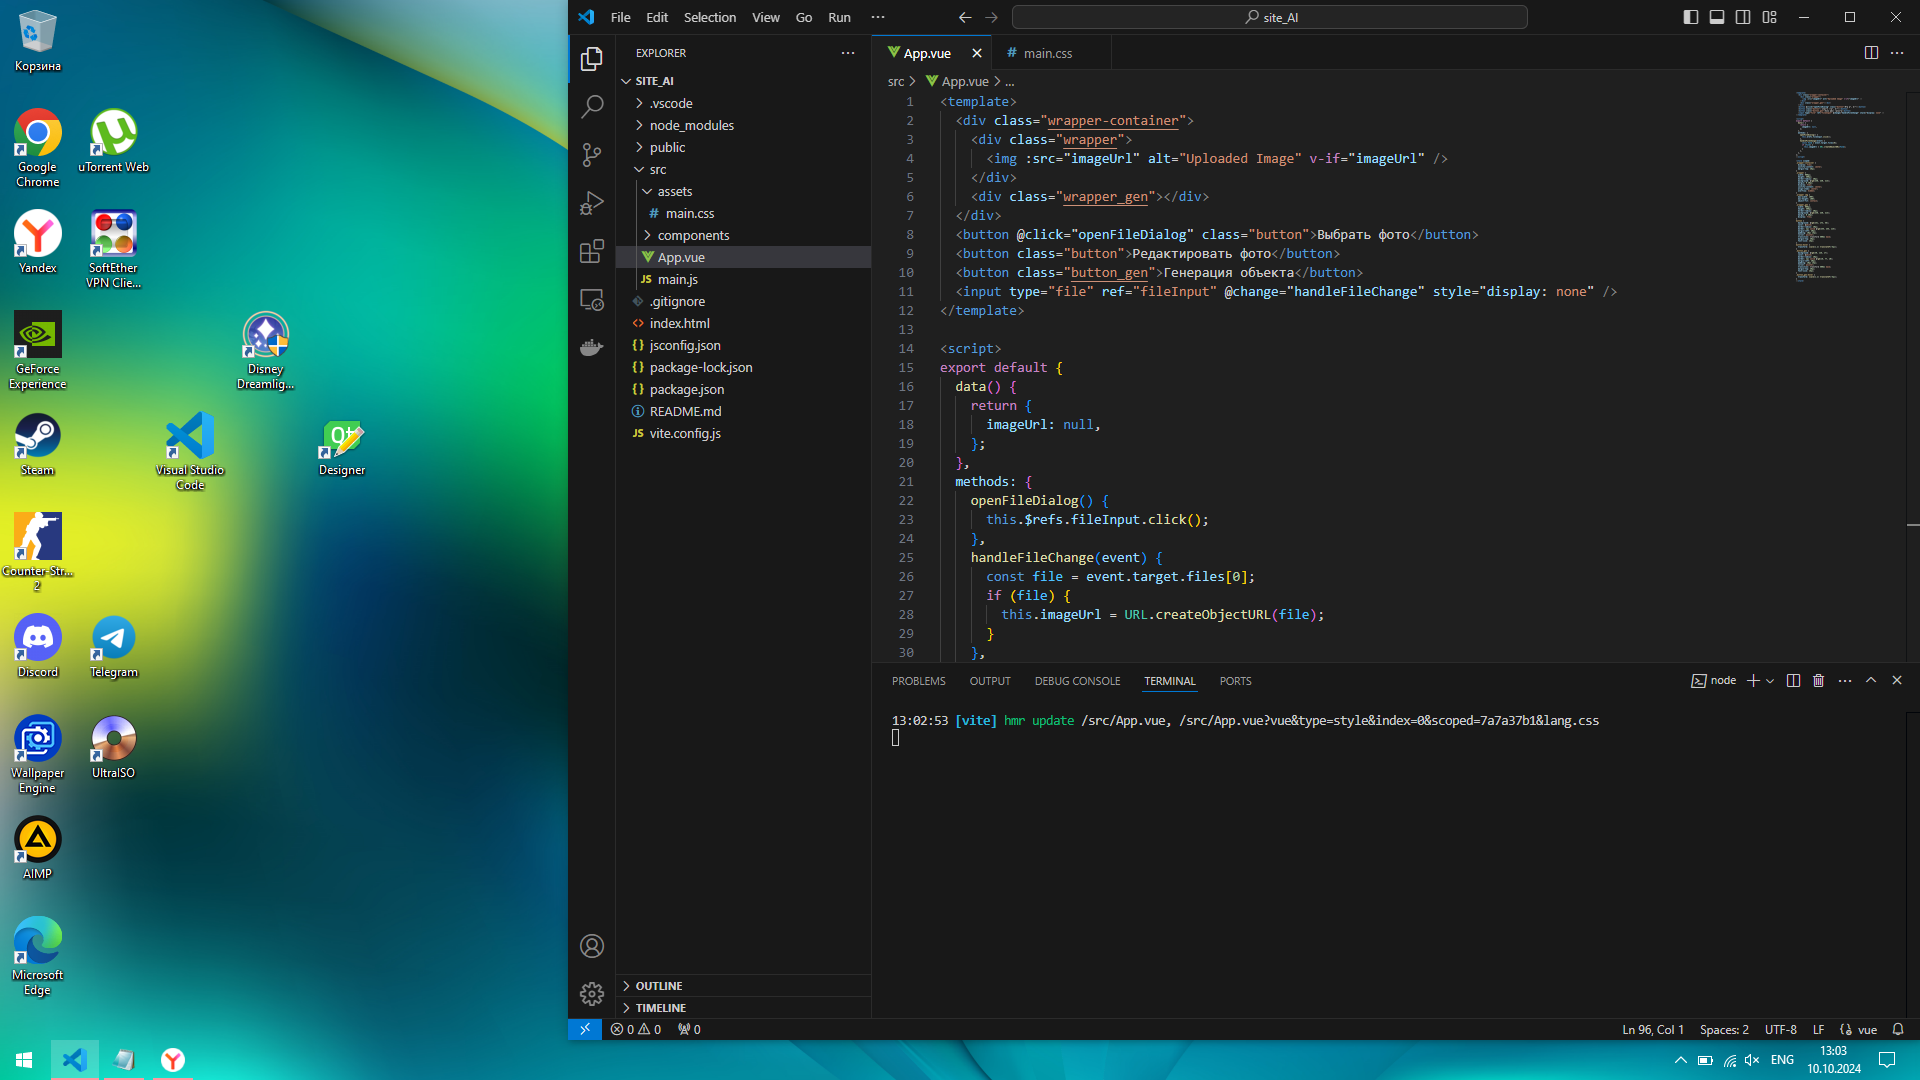 Корзина
Google
Chrome
uTorrent Web
Yandex
SoftEther
VPN Clie...
GeForce
Experience
Disney
Dreamlig...
Steam
Visual Studio
Code
Designer
Counter-Str...
2
Discord
Telegram
Wallpaper
Engine
UltraISO
AIMP
Microsoft
Edge
File Edit Selection View Go Run ···
site_AI
EXPLORER
SITE_AI
.vscode
node_modules
public
src
assets
# main.css
components
App.vue
JS main.js
.gitignore
<> index.html
{} jsconfig.json
{} package-lock.json
{} package.json
README.md
JS vite.config.js
OUTLINE
TIMELINE
App.vue
# main.css
src > App.vue > ...
1 <template>
2 <div class="wrapper-container">
3 <div class="wrapper">
4 <img :src="imageUrl" alt="Uploaded Image" v-if="imageUrl" />
5 </div>
6 <div class="wrapper_gen"></div>
7 </div>
8 <button @click="openFileDialog" class="button">Выбрать фото</button>
9 <button class="button">Редактировать фото</button>
10 <button class="button_gen">Генерация объекта</button>
11 <input type="file" ref="fileInput" @change="handleFileChange" style="display: none" />
12 </template>
13
14 <script>
15 export default {
16 data() {
17 return {
18 imageUrl: null,
19 };
20 },
21 methods: {
22 openFileDialog() {
23 this.$refs.fileInput.click();
24 },
25 handleFileChange(event) {
26 const file = event.target.files[0];
27 if (file) {
28 this.imageUrl = URL.createObjectURL(file);
29 }
30 },
PROBLEMS OUTPUT DEBUG CONSOLE TERMINAL PORTS
node
13:02:53 [vite] hmr update /src/App.vue, /src/App.vue?vue&type=style&index=0&scoped=7a7a37b1&lang.css
0 0 0
Ln 96, Col 1 Spaces: 2 UTF-8 LF {} vue
ENG
13:03
10.10.2024